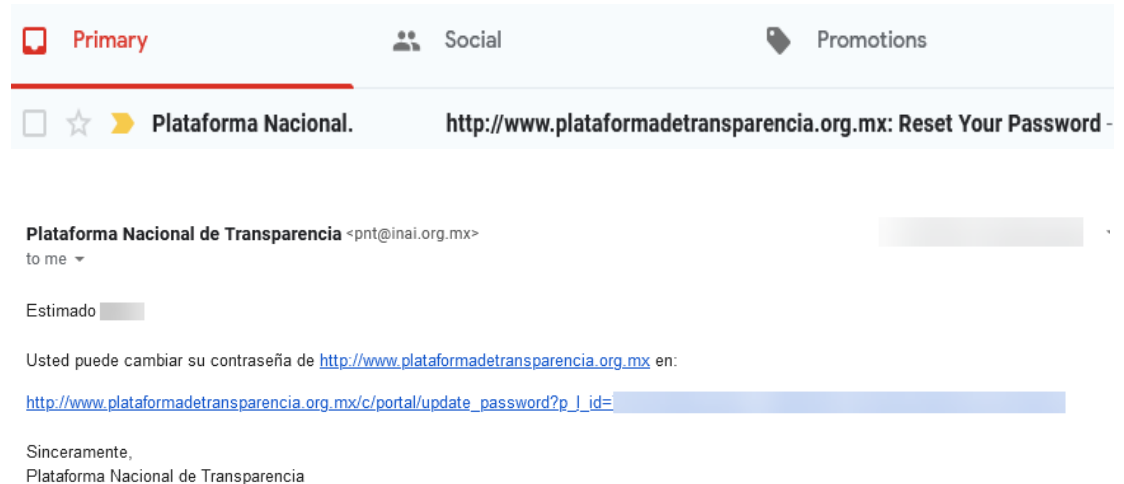 Primary Social Promotions
Plataforma Nacional. http://www.plataformadetransparencia.org.mx: Reset Your Password -
Plataforma Nacional de Transparencia <pnt@inai.org.mx>
to me
Estimado
Usted puede cambiar su contraseña de http://www.plataformadetransparencia.org.mx en:
http://www.plataformadetransparencia.org.mx/c/portal/update_password?p_l_id=
Sinceramente,
Plataforma Nacional de Transparencia